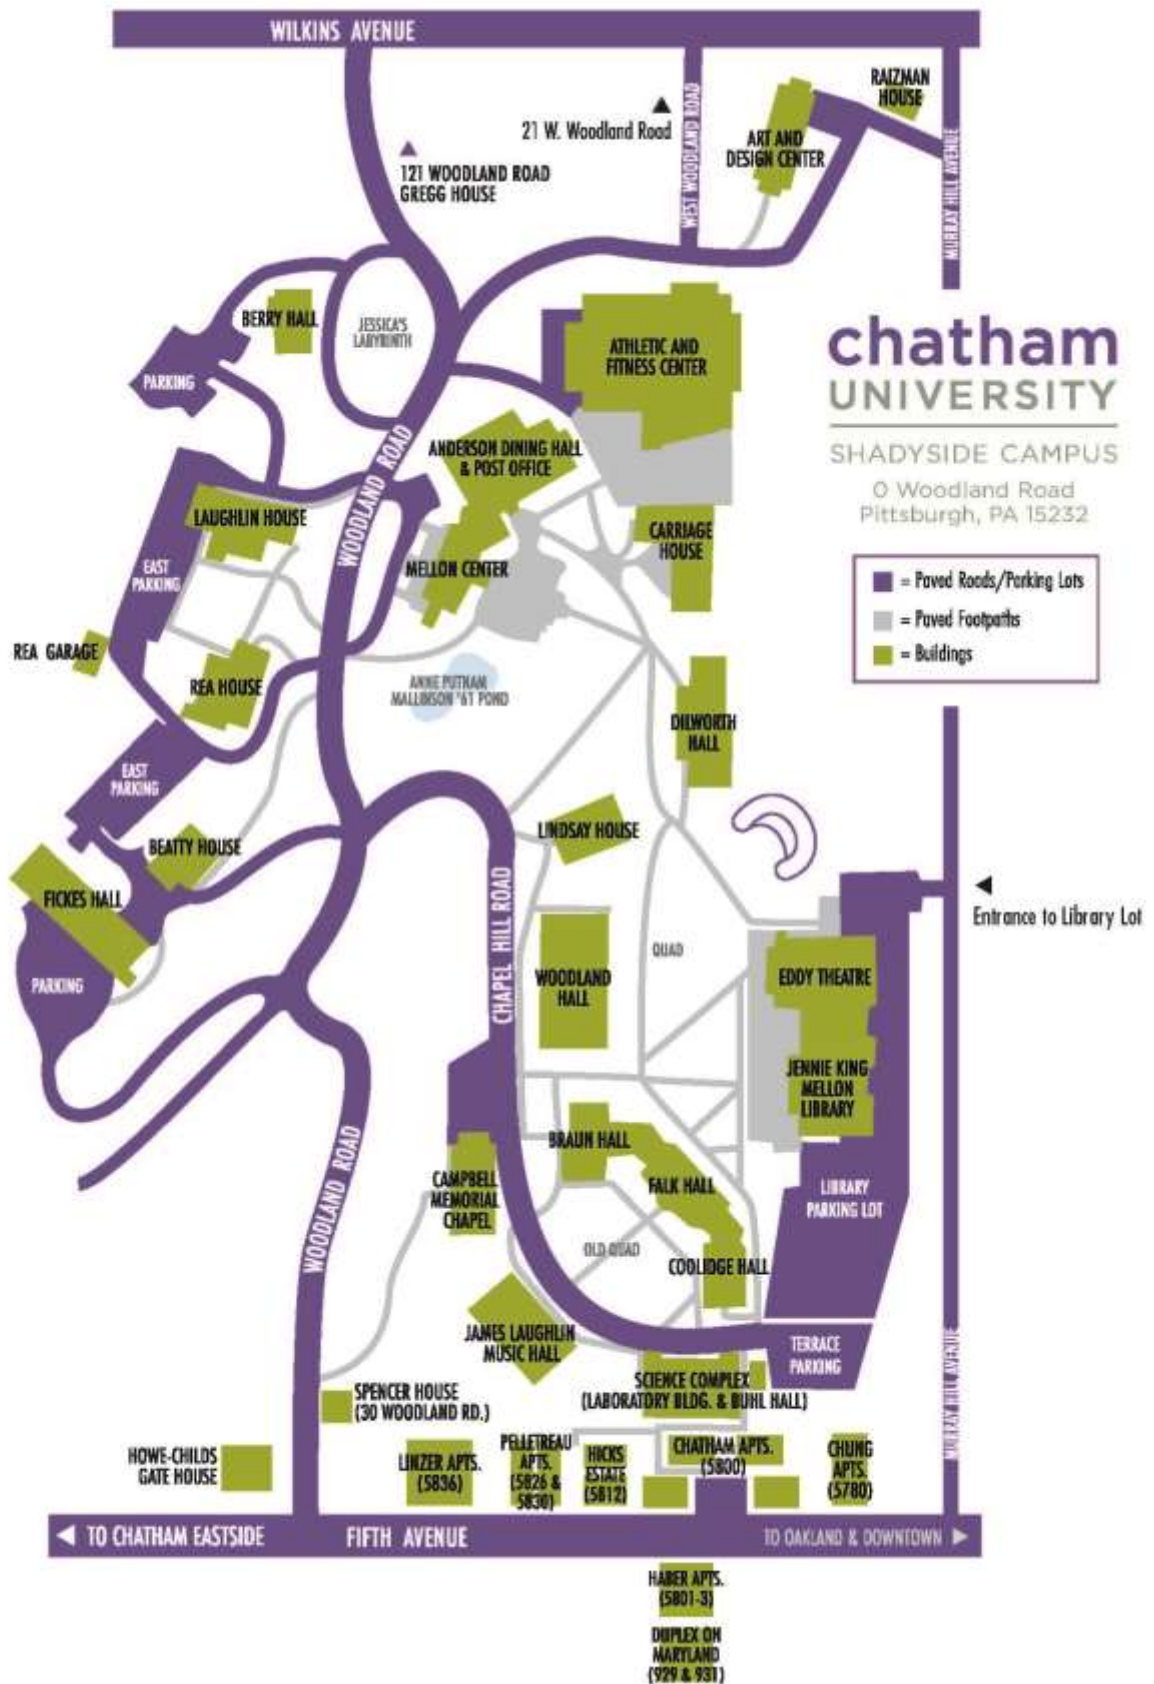 WILKINS AVENUE
RAIZMAN
HOUSE
21 W. Woodland Road
WEST WOODLAND ROAD
ART AND
DESIGN CENTER
MURRAY HILL AVENUE
121 WOODLAND ROAD
GREGG HOUSE
BERRY HALL
JESSICA'S
LABYRINTH
ATHLETIC AND
FITNESS CENTER
chatham
UNIVERSITY
SHADYSIDE CAMPUS
0 Woodland Road
Pittsburgh, PA 15232
PARKING
WOODLAND ROAD
ANDERSON DINING HALL
& POST OFFICE
LAUGHLIN HOUSE
CARRIAGE
HOUSE
EAST
PARKING
MELLON CENTER
= Paved Roads/Parking Lots
= Paved Footpaths
= Buildings
REA GARAGE
REA HOUSE
ANNE PUTNAM
MALLINSON '61 POND
DILWORTH
HALL
EAST
PARKING
BEATTY HOUSE
LINDSAY HOUSE
FICKES HALL
CHAPEL HILL ROAD
Entrance to Library Lot
QUAD
PARKING
WOODLAND
HALL
EDDY THEATRE
JENNIE KING
MELLON
LIBRARY
BRAUN HALL
WOODLAND ROAD
CAMPBELL
MEMORIAL
CHAPEL
FALK HALL
LIBRARY
PARKING LOT
OLD QUAD
COOLIDGE HALL
JAMES LAUGHLIN
MUSIC HALL
TERRACE
PARKING
MURRAY HILL AVENUE
SCIENCE COMPLEX
(LABORATORY BLDG. & BUHL HALL)
SPENCER HOUSE
(30 WOODLAND RD.)
HOWE-CHILDS
GATE HOUSE
LINZER APTS.
(5836)
PELLETREAU
APTS.
(5826 &
5830)
HICKS
ESTATE
(5812)
CHATHAM APTS.
(5800)
CHUNG
APTS.
(5780)
TO CHATHAM EASTSIDE
FIFTH AVENUE
TO OAKLAND & DOWNTOWN
HABER APTS.
(5801-3)
DUPLEX ON
MARYLAND
(929 & 931)